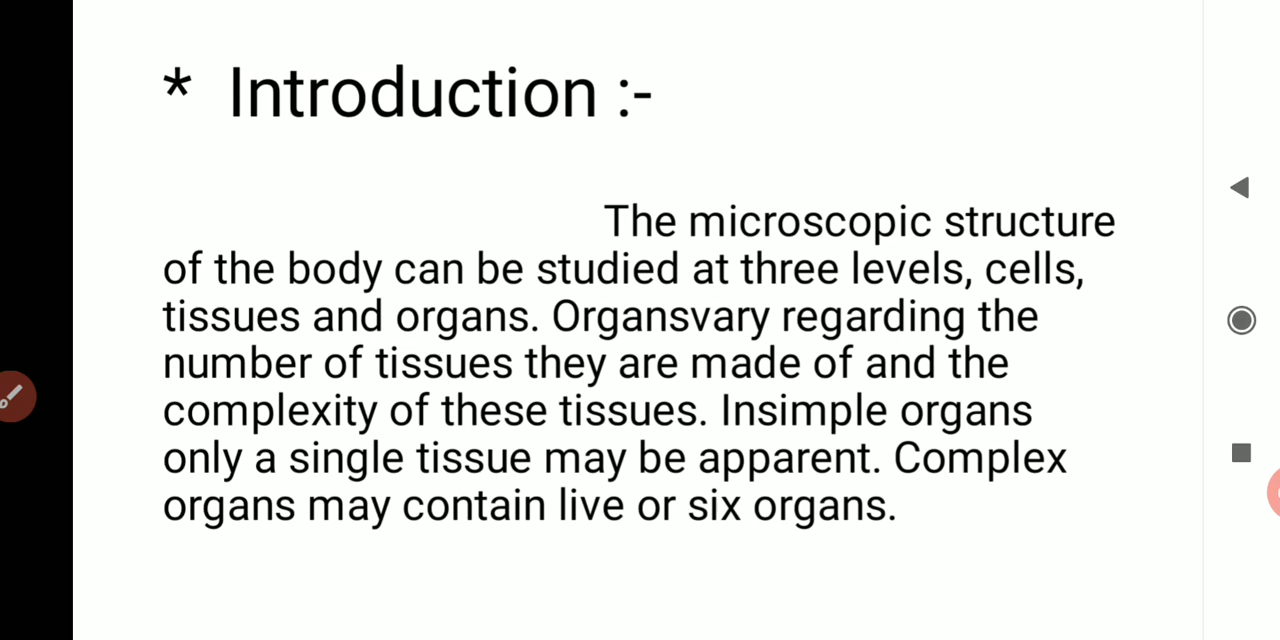 * Introduction :-
The microscopic structure
of the body can be studied at three levels, cells,
tissues and organs. Organsvary regarding the
number of tissues they are made of and the
complexity of these tissues. Insimple organs
only a single tissue may be apparent. Complex
organs may contain live or six organs.